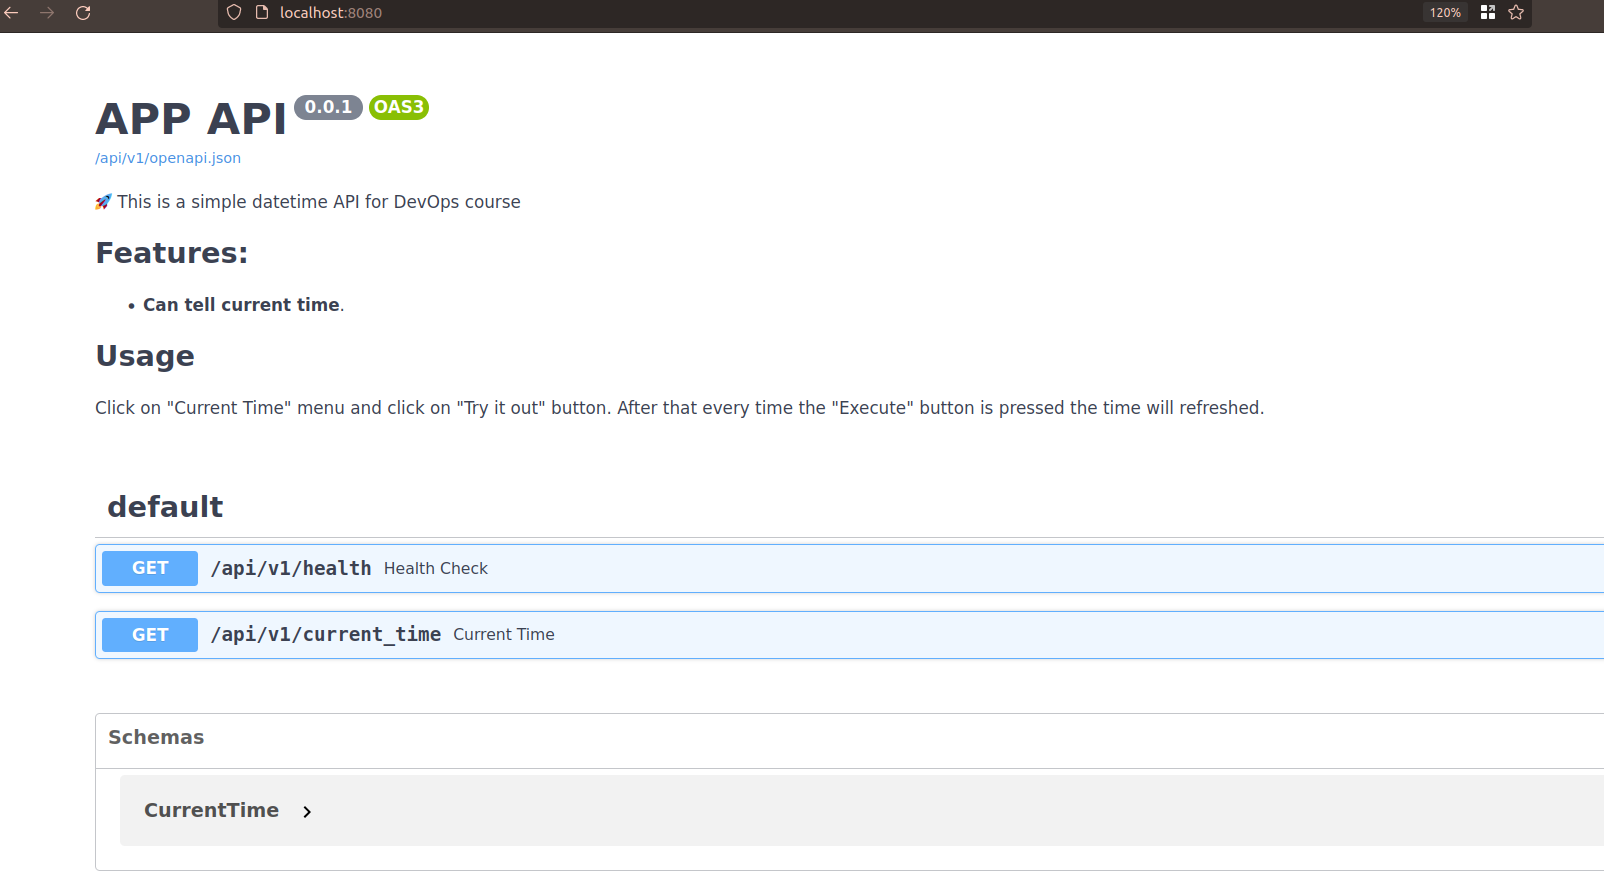 localhost:8080
120%
APP API 0.0.1 OAS3
/api/v1/openapi.json
🚀 This is a simple datetime API for DevOps course
Features:
• Can tell current time.
Usage
Click on "Current Time" menu and click on "Try it out" button. After that every time the "Execute" button is pressed the time will refreshed.
default
GET /api/v1/health Health Check
GET /api/v1/current_time Current Time
Schemas
CurrentTime